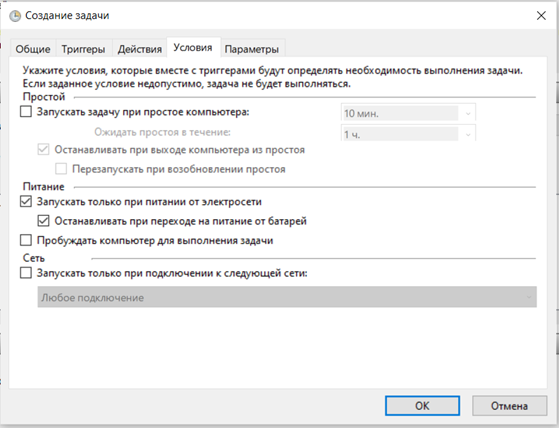 Создание задачи
Общие Триггеры Действия Условия Параметры
Укажите условия, которые вместе с триггерами будут определять необходимость выполнения задачи.
Если заданное условие недопустимо, задача не будет выполняться.
Простой
Запускать задачу при простое компьютера: 10 мин.
Ожидать простоя в течение: 1 ч.
Останавливать при выходе компьютера из простоя
Перезапускать при возобновлении простоя
Питание
Запускать только при питании от электросети
Останавливать при переходе на питание от батарей
Пробуждать компьютер для выполнения задачи
Сеть
Запускать только при подключении к следующей сети:
Любое подключение
ОК Отмена